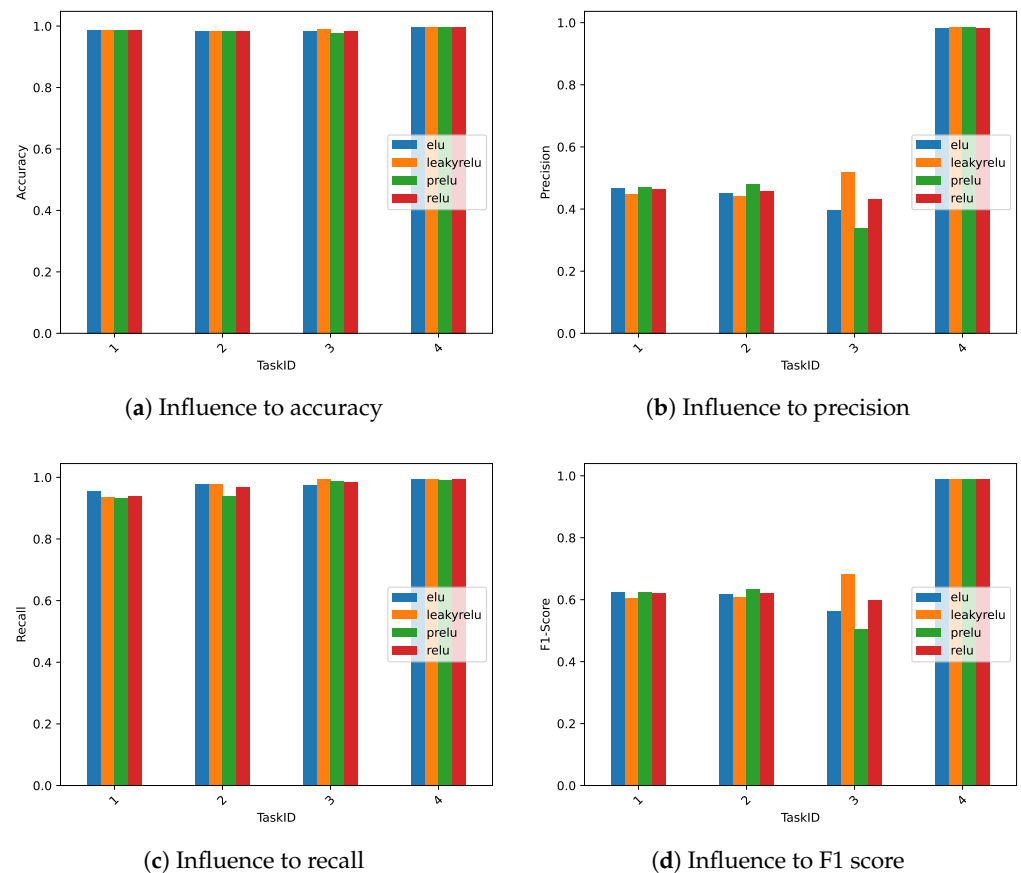 1.0
0.8
0.6
0.4
0.2
0.0
Accuracy
elu
leakyrelu
prelu
relu
1 2 3 4
TaskID
(a) Influence to accuracy
1.0
0.8
0.6
0.4
0.2
0.0
Precision
elu
leakyrelu
prelu
relu
1 2 3 4
TaskID
(b) Influence to precision
1.0
0.8
0.6
0.4
0.2
0.0
Recall
elu
leakyrelu
prelu
relu
1 2 3 4
TaskID
(c) Influence to recall
1.0
0.8
0.6
0.4
0.2
0.0
F1-Score
elu
leakyrelu
prelu
relu
1 2 3 4
TaskID
(d) Influence to F1 score